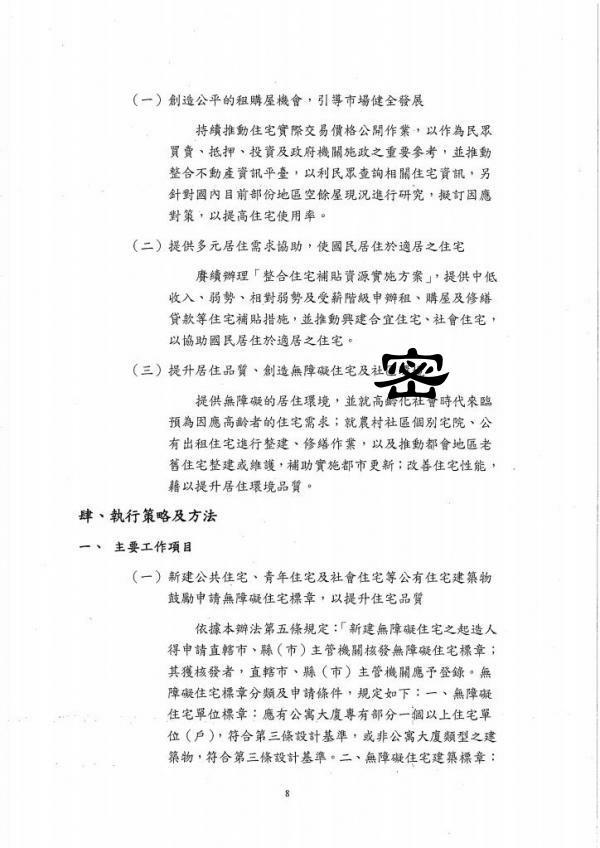 （一）創造公平的租購屋機會，引導市場健全發展
持續推動住宅實際交易價格公開作業，以作為民眾
買賣、抵押、投資及政府機關施政之重要參考，並推動
整合不動產資訊平臺，以利民眾查詢相關住宅資訊，另
針對國內目前部份地區空餘屋現況進行研究，擬訂因應
對策，以提高住宅使用率。
（二）提供多元居住需求協助，使國民居住於適居之住宅
賡續辦理「整合住宅補貼資源實施方案」，提供中低
收入、弱勢、相對弱勢及受薪階級申辦租、購屋及修繕
貸款等住宅補貼措施，並推動興建合宜住宅、社會住宅，
以協助國民居住於適居之住宅。
（三）提升居住品質、創造無障礙住宅及社區
密
提供無障礙的居住環境，並就高齡化社會時代來臨
預為因應高齡者的住宅需求；就農村社區個別宅院、公
有出租住宅進行整建、修繕作業，以及推動都會地區老
舊住宅整建或維護，補助實施都市更新；改善住宅性能，
藉以提升居住環境品質。
肆、執行策略及方法
一、 主要工作項目
（一）新建公共住宅、青年住宅及社會住宅等公有住宅建築物
鼓勵申請無障礙住宅標章，以提升住宅品質
依據本辦法第五條規定：「新建無障礙住宅之起造人
得申請直轄市、縣（市）主管機關核發無障礙住宅標章；
其獲核發者，直轄市、縣（市）主管機關應予登錄。無
障礙住宅標章分類及申請條件，規定如下：一、無障礙
住宅單位標章：應有公寓大廈專有部分一個以上住宅單
位（戶），符合第三條設計基準，或非公寓大廈類型之建
築物，符合第三條設計基準。二、無障礙住宅建築標章：
8